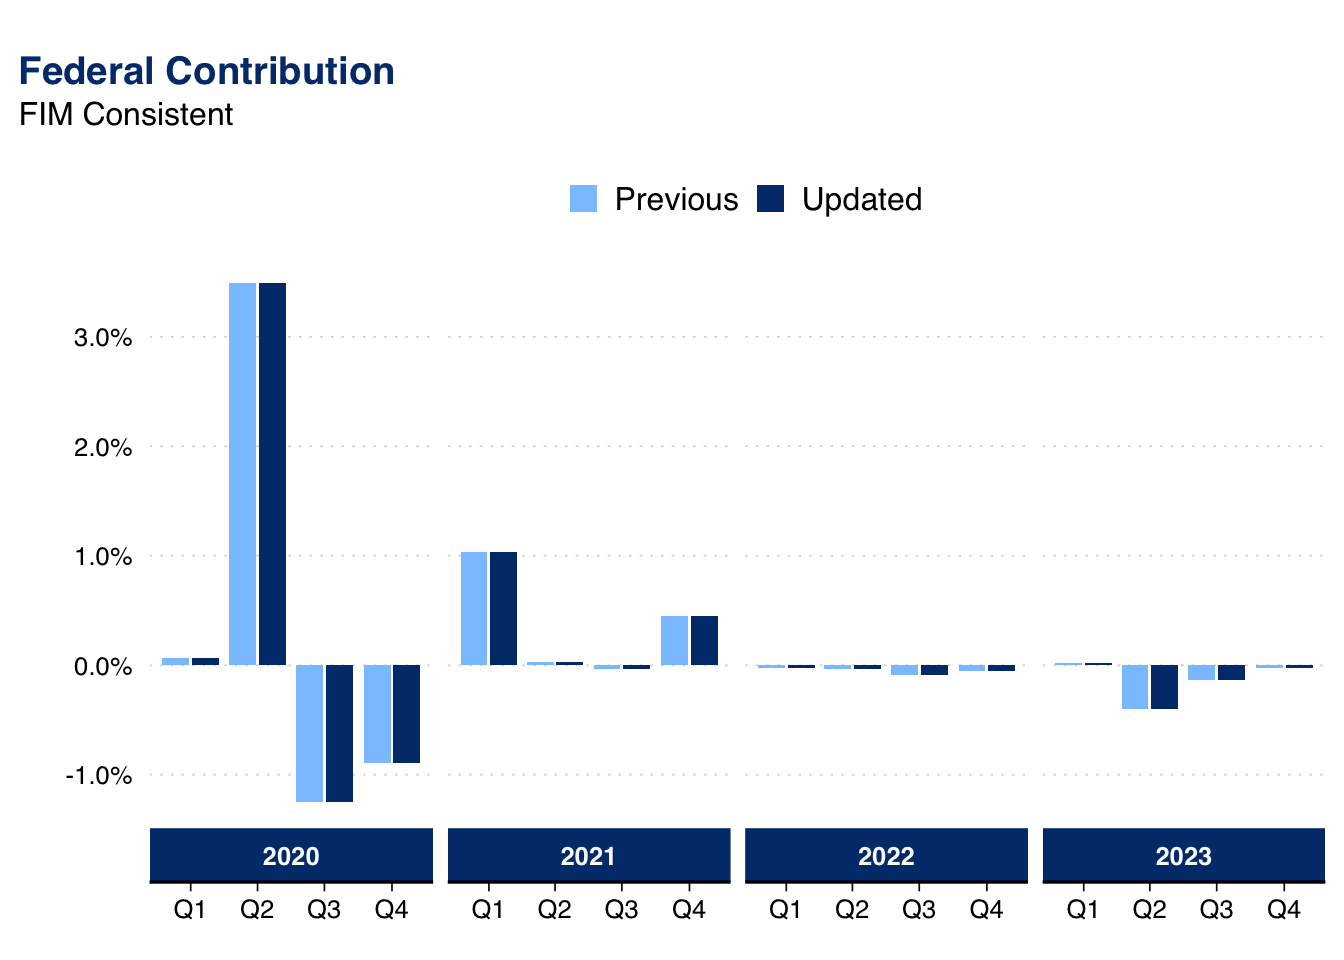 Federal Contribution
FIM Consistent
Previous Updated
3.0%
2.0%
1.0%
0.0%
-1.0%
2020 2021 2022 2023
Q1 Q2 Q3 Q4 Q1 Q2 Q3 Q4 Q1 Q2 Q3 Q4 Q1 Q2 Q3 Q4